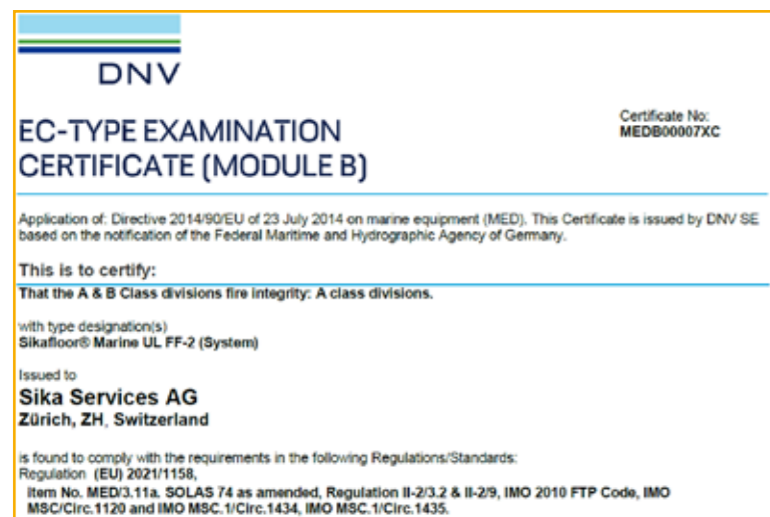 DNV
EC-TYPE EXAMINATION
CERTIFICATE (MODULE B)
Certificate No:
MEDB00007XC
Application of: Directive 2014/90/EU of 23 July 2014 on marine equipment (MED). This Certificate is issued by DNV SE
based on the notification of the Federal Maritime and Hydrographic Agency of Germany.
This is to certify:
That the A & B Class divisions fire integrity: A class divisions.
with type designation(s)
Sikafloor® Marine UL FF-2 (System)
Issued to
Sika Services AG
Zürich, ZH, Switzerland
is found to comply with the requirements in the following Regulations/Standards:
Regulation (EU) 2021/1158,
Item No. MED/3.11a. SOLAS 74 as amended, Regulation II-2/3.2 & II-2/9, IMO 2010 FTP Code, IMO
MSC/Circ.1120 and IMO MSC.1/Circ.1434, IMO MSC.1/Circ.1435.